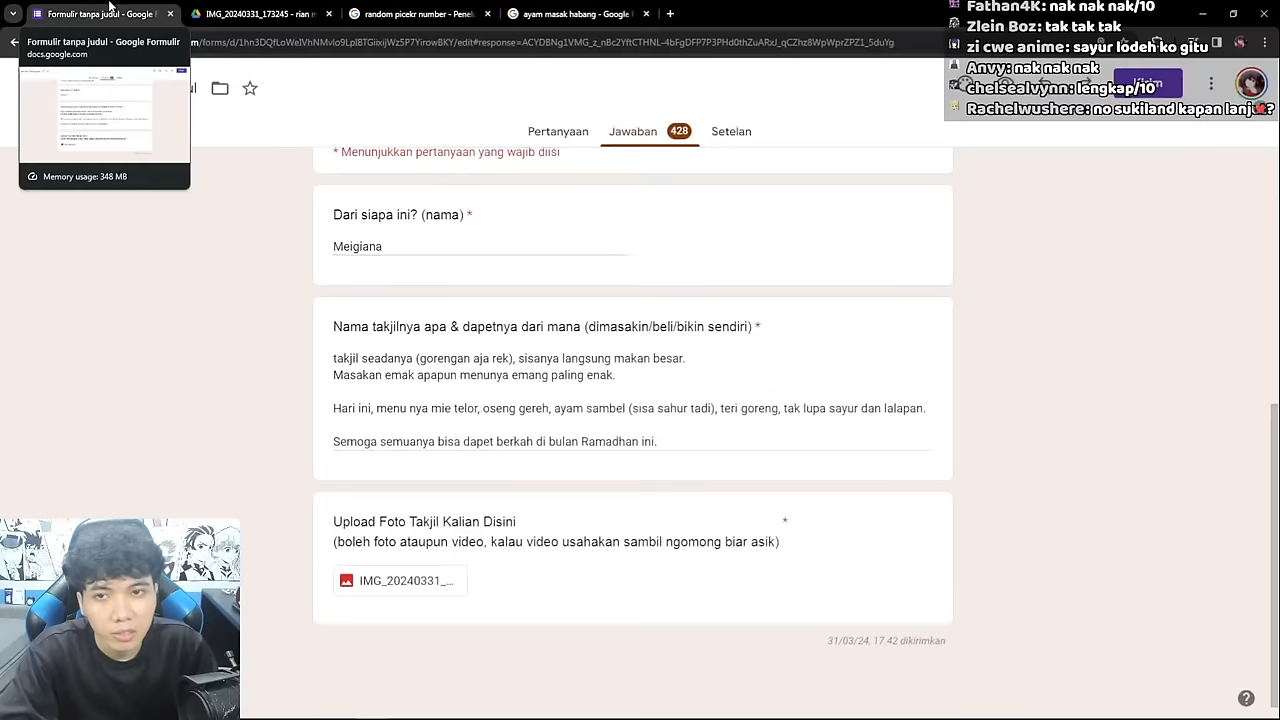 Formulir tanpa judul - Google F
IMG_20240331_173245 - rian m
random picekr number - Penel
ayam masak habang - Google P
Formulir tanpa judul - Google Formulir
docs.google.com
Memory usage: 348 MB
Fathan4K: nak nak nak/10
Zlein Boz: tak tak tak
zi cwe anime: sayur lodeh ko gitu
Anvy: nak nak nak
chelsealvynn: lengkap/10
Pertanyaan
428
* Menunjukkan pertanyaan yang wajib diisi
Dari siapa ini? (nama) *
Meigiana
Nama takjilnya apa & dapetnya dari mana (dimasakin/beli/bikin sendiri) *
takjil seadanya (gorengan aja rek), sisanya langsung makan besar.
Masakan emak apapun menunya emang paling enak.
Hari ini, menu nya mie telor, oseng gereh, ayam sambel (sisa sahur tadi), teri goreng, tak lupa sayur dan lalapan.
Semoga semuanya bisa dapet berkah di bulan Ramadhan ini.
Upload Foto Takjil Kalian Disini *
(boleh foto ataupun video, kalau video usahakan sambil ngomong biar asik)
IMG_20240331_...
31/03/24, 17.42 dikirimkan